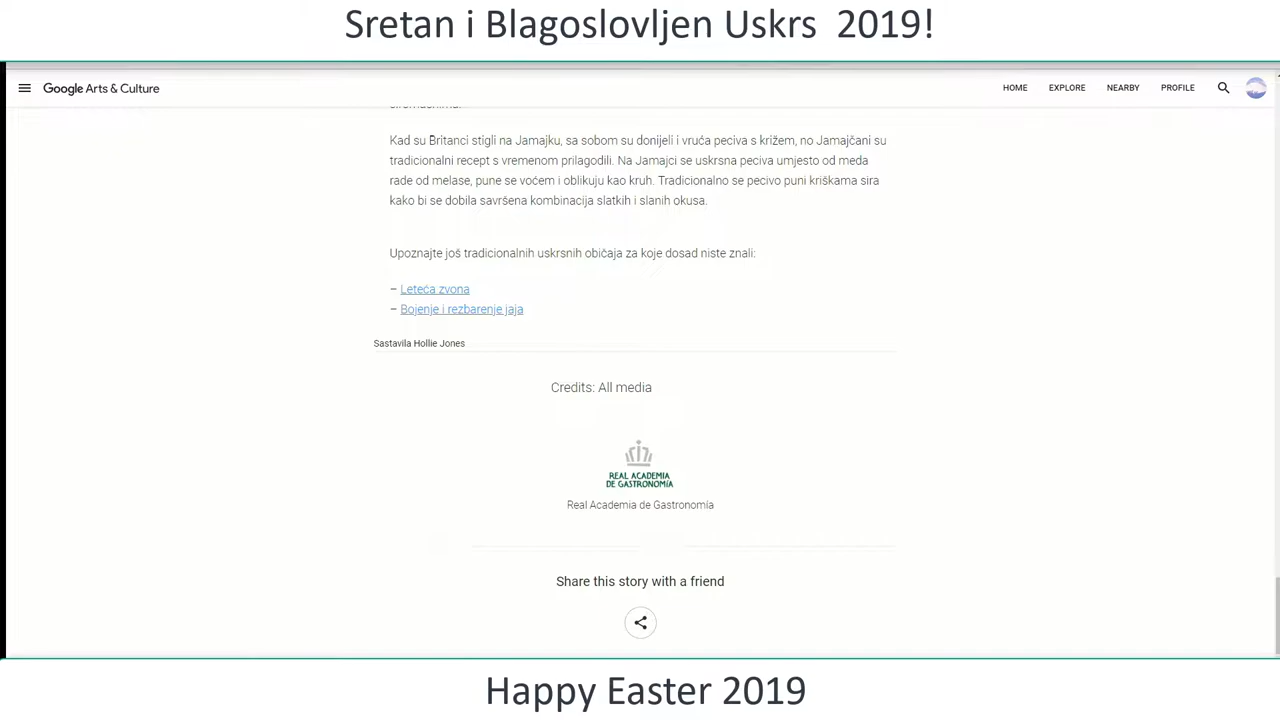 Sretan i Blagoslovljen Uskrs 2019!
Google Arts & Culture
HOME EXPLORE NEARBY PROFILE
Kad su Britanci stigli na Jamajku, sa sobom su donijeli i vruća peciva s križem, no Jamajčani su
tradicionalni recept s vremenom prilagodili. Na Jamajci se uskrsna peciva umjesto od meda
rade od melase, pune se voćem i oblikuju kao kruh. Tradicionalno se pecivo puni kriškama sira
kako bi se dobila savršena kombinacija slatkih i slanih okusa.
Upoznajte još tradicionalnih uskrsnih običaja za koje dosad niste znali:
– Leteća zvona
– Bojenje i rezbarenje jaja
Sastavila Hollie Jones
Credits: All media
REAL ACADEMIA
DE GASTRONOMÍA
Real Academia de Gastronomía
Share this story with a friend
Happy Easter 2019